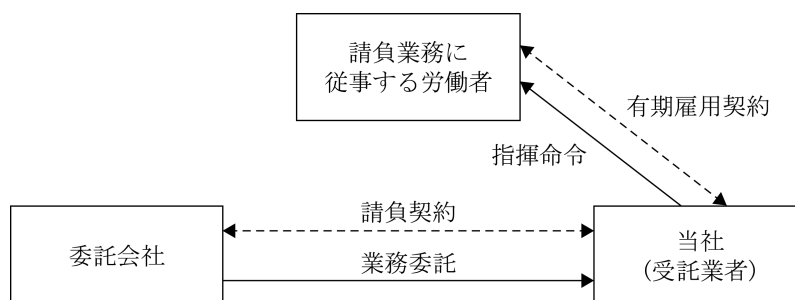 請負業務に
従事する労働者
有期雇用契約
指揮命令
請負契約
委託会社
業務委託
当社
(受託業者)